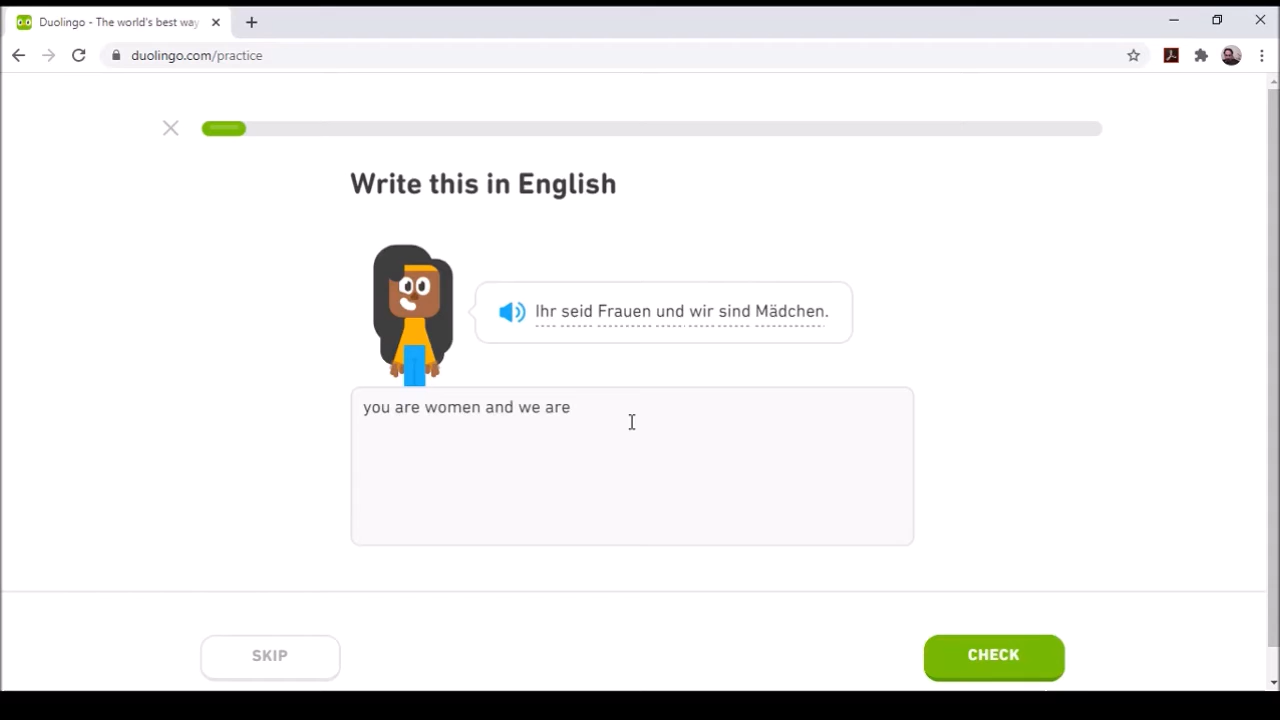 Duolingo - The world's best way
duolingo.com/practice
Write this in English
Ihr seid Frauen und wir sind Mädchen.
you are women and we are
SKIP
CHECK